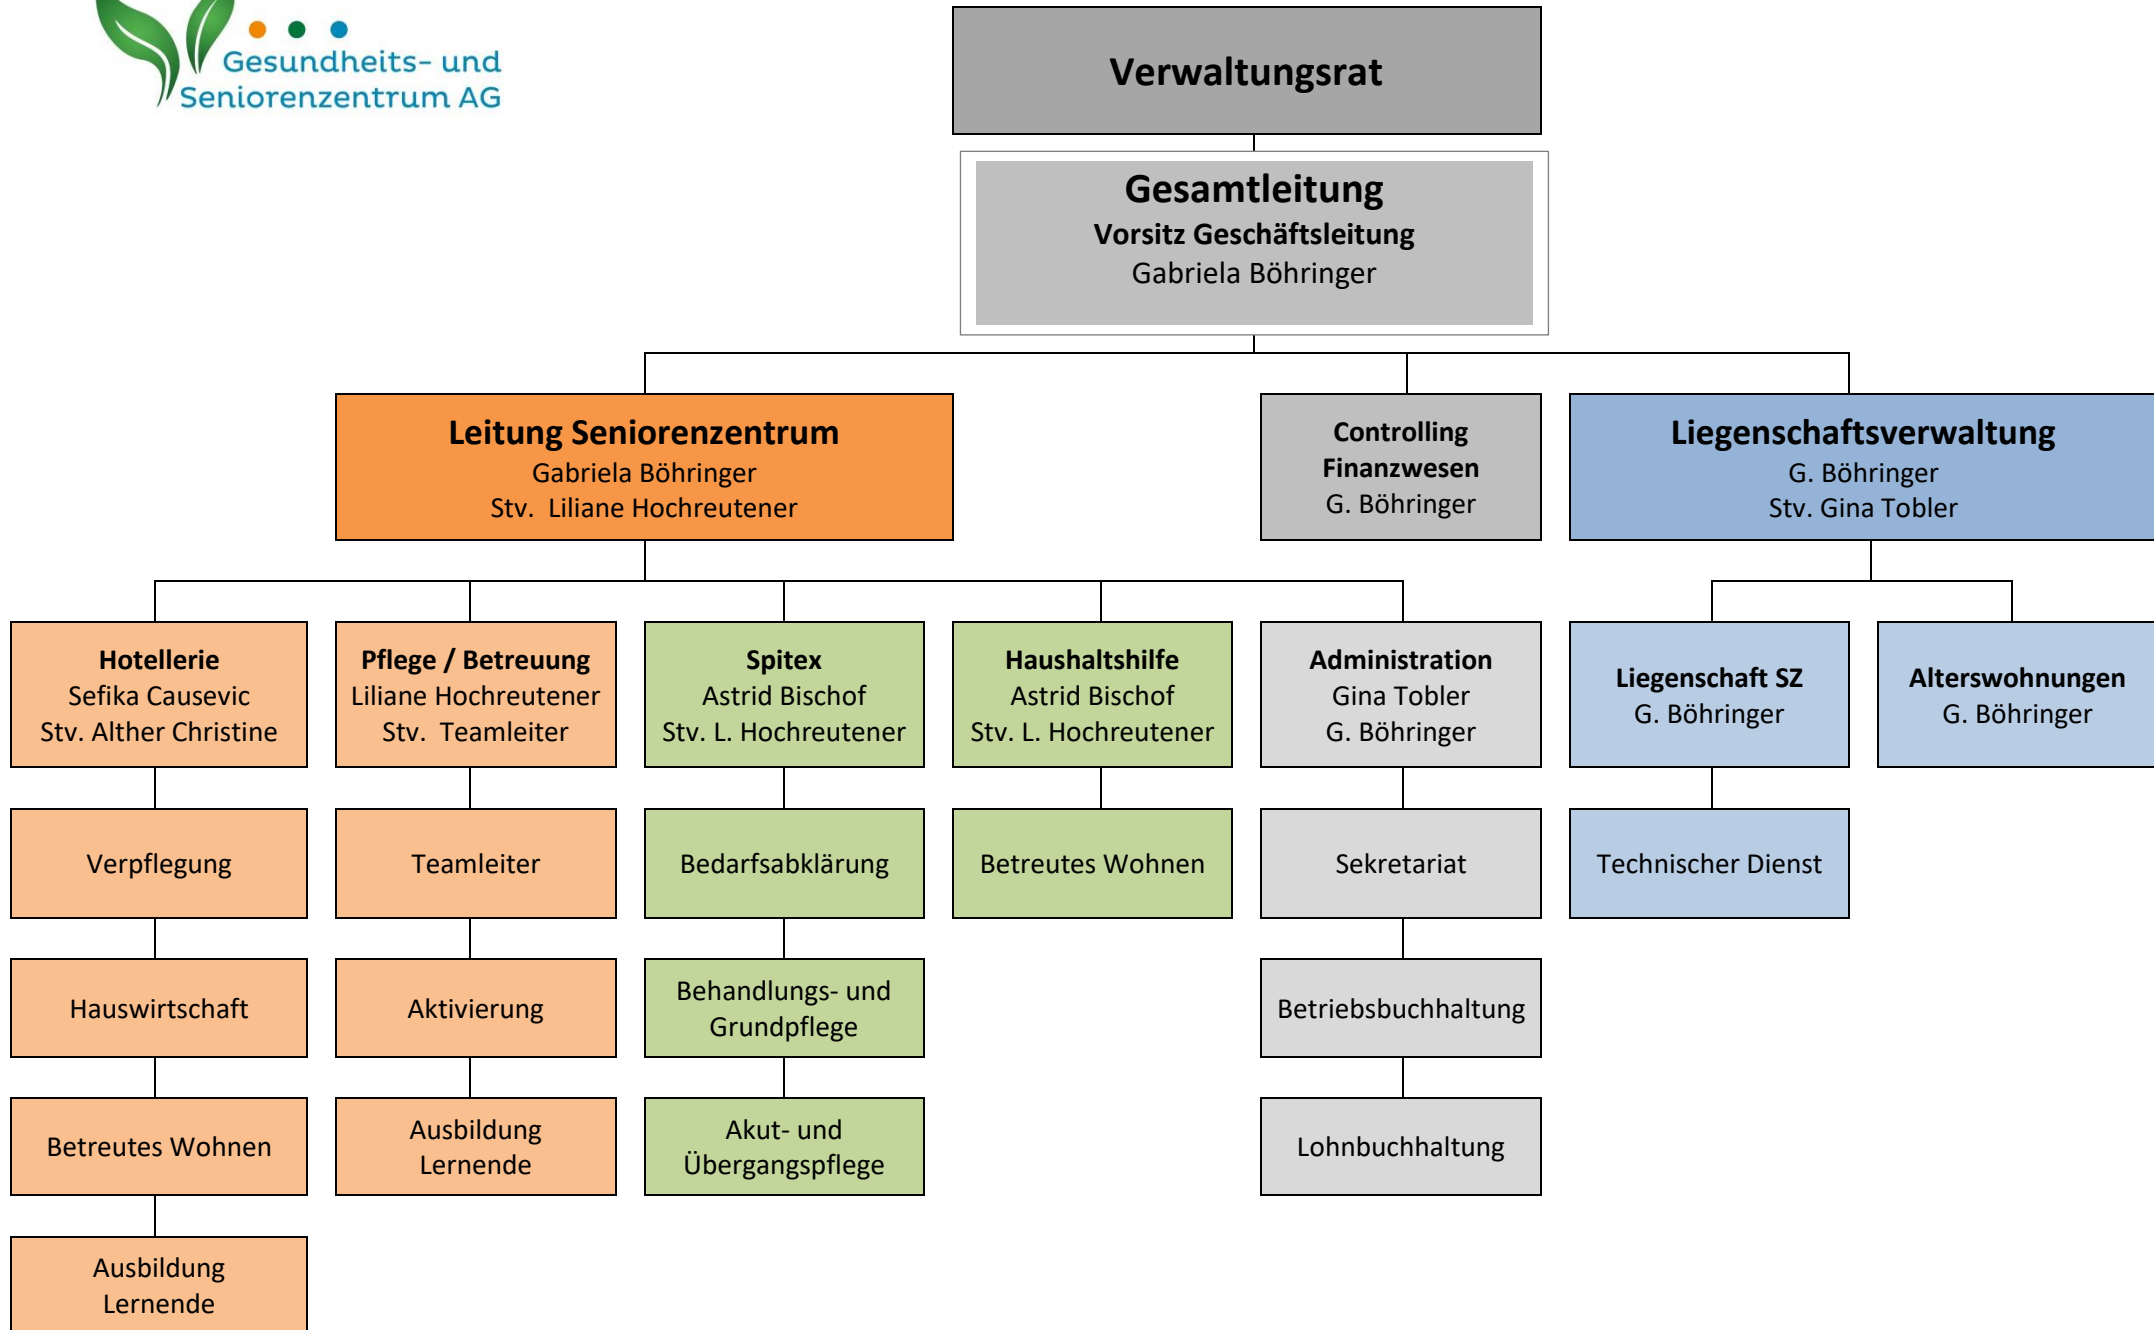 Gesundheits- und
Seniorenzentrum AG
Verwaltungsrat
Gesamtleitung
Vorsitz Geschäftsleitung
Gabriela Böhringer
Leitung Seniorenzentrum
Gabriela Böhringer
Stv. Liliane Hochreutener
Controlling
Finanzwesen
G. Böhringer
Liegenschaftsverwaltung
G. Böhringer
Stv. Gina Tobler
Hotellerie
Sefika Causevic
Stv. Alther Christine
Pflege / Betreuung
Liliane Hochreutener
Stv. Teamleiter
Spitex
Astrid Bischof
Stv. L. Hochreutener
Haushaltshilfe
Astrid Bischof
Stv. L. Hochreutener
Administration
Gina Tobler
G. Böhringer
Liegenschaft SZ
G. Böhringer
Alterswohnungen
G. Böhringer
Verpflegung
Teamleiter
Bedarfsabklärung
Betreutes Wohnen
Sekretariat
Technischer Dienst
Hauswirtschaft
Aktivierung
Behandlungs- und
Grundpflege
Betriebsbuchhaltung
Betreutes Wohnen
Ausbildung
Lernende
Akut- und
Übergangspflege
Lohnbuchhaltung
Ausbildung
Lernende